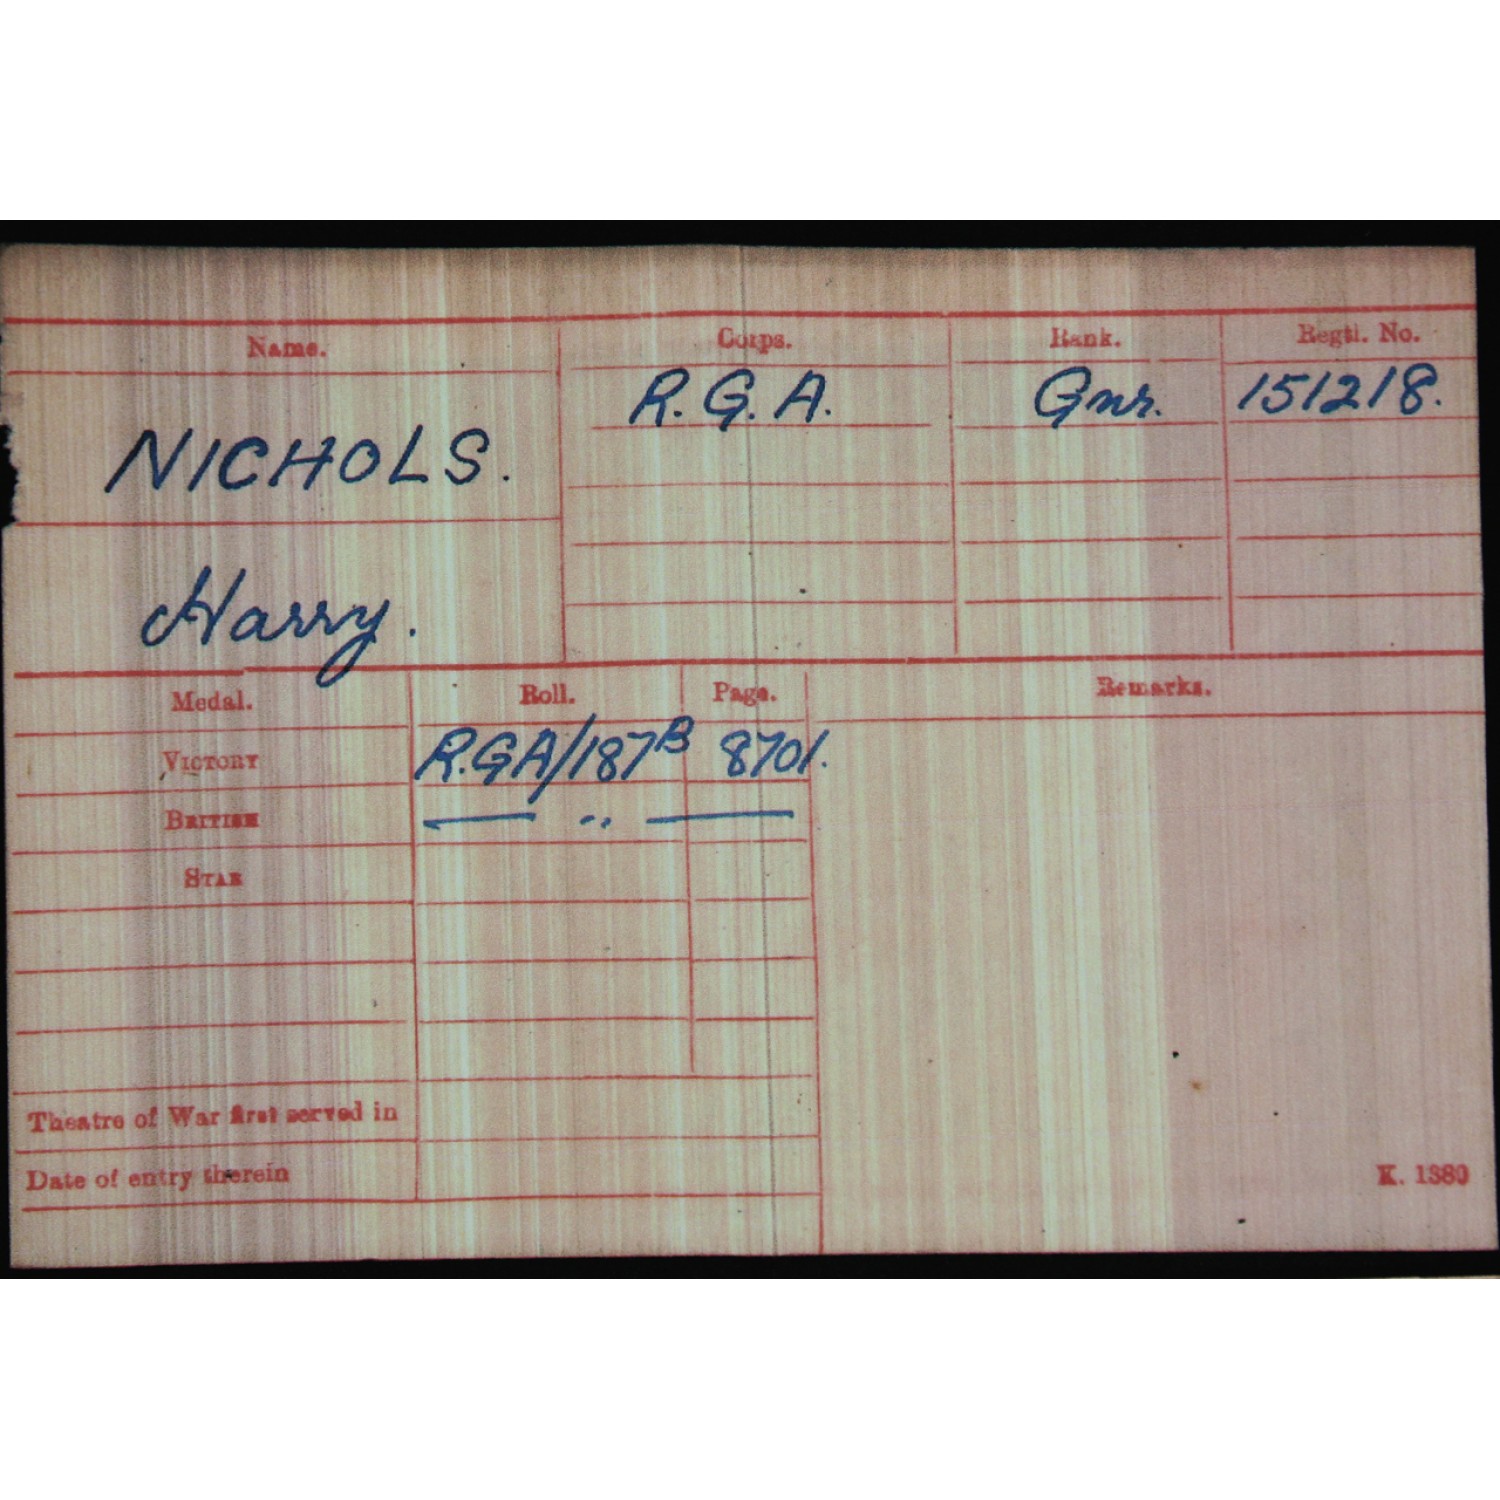 Name. Corps. Rank. Regtl. No.
R.G.A. Gnr. 151218.
NICHOLS.
Harry.
Medal. Roll. Page. Remarks.
VICTORY R.G.A/187B 8701.
BRITISH — „ —
STAR
Theatre of War first served in
Date of entry therein
K. 1380